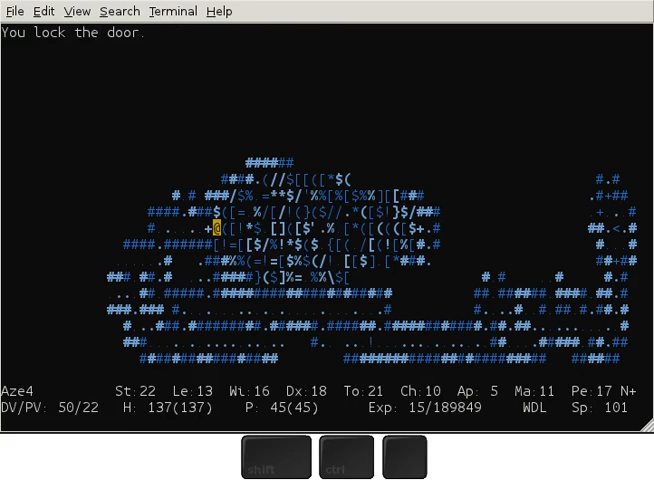 File Edit View Search Terminal Help
You lock the door.
Aze4 St:22 Le:13 Wi:16 Dx:18 To:21 Ch:10 Ap: 5 Ma:11 Pe:17 N+
DV/PV: 50/22 H: 137(137) P: 45(45) Exp: 15/189849 WDL Sp: 101
shift ctrl